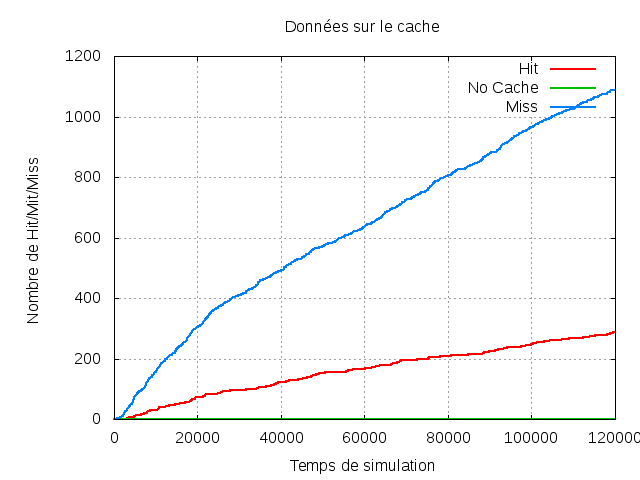 Données sur le cache
1200
1000
800
600
400
200
0
Nombre de Hit/Mit/Miss
Hit
No Cache
Miss
0 20000 40000 60000 80000 100000 120000
Temps de simulation